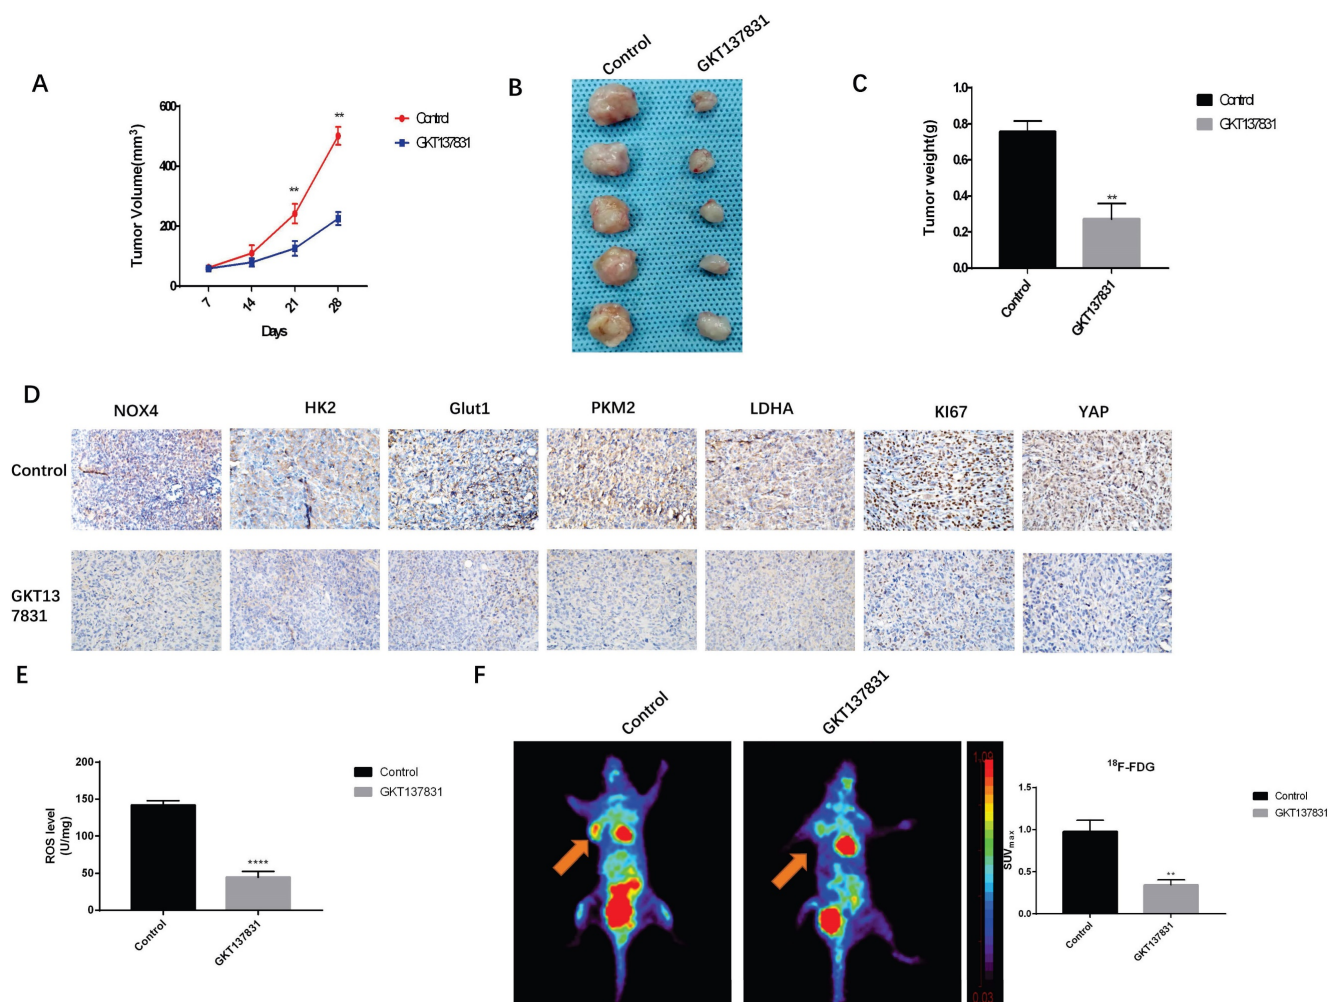 A
Tumor Volume(mm³)
600
400
200
0
7
14
21
28
Days
**
**
Control
GKT137831
B
Control
GKT137831
C
Tumor weight(g)
1.0
0.8
0.6
0.4
0.2
0.0
**
Control
GKT137831
Control
GKT137831
D
NOX4
HK2
Glut1
PKM2
LDHA
KI67
YAP
Control
GKT13
7831
E
ROS level
(U/mg)
200
150
100
50
0
****
Control
GKT137831
Control
GKT137831
F
Control
GKT137831
1.09
0.03
¹⁸F-FDG
SUVmax
1.5
1.0
0.5
0.0
**
Control
GKT137831
Control
GKT137831